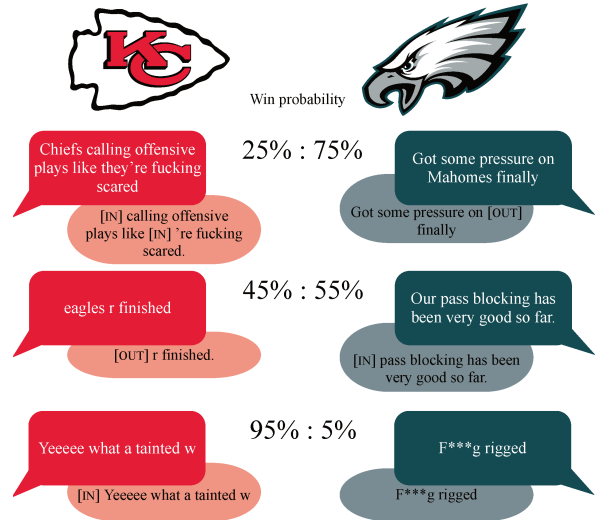 KC
Win probability
25% : 75%
Chiefs calling offensive
plays like they're fucking
scared
Got some pressure on
Mahomes finally
[IN] calling offensive
plays like [IN] 're fucking
scared.
Got some pressure on [OUT]
finally
45% : 55%
eagles r finished
Our pass blocking has
been very good so far.
[OUT] r finished.
[IN] pass blocking has been
very good so far.
95% : 5%
Yeeeee what a tainted w
F***g rigged
[IN] Yeeeee what a tainted w
F***g rigged